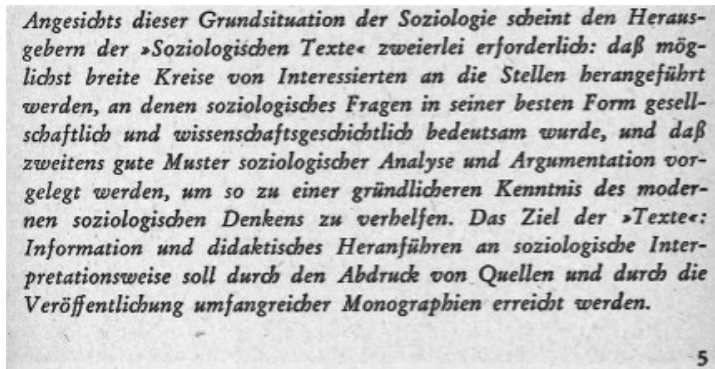 Angesichts dieser Grundsituation der Soziologie scheint den Heraus-
gebern der »Soziologischen Texte« zweierlei erforderlich: daß mög-
lichst breite Kreise von Interessierten an die Stellen herangeführt
werden, an denen soziologisches Fragen in seiner besten Form gesell-
schaftlich und wissenschaftsgeschichtlich bedeutsam wurde, und daß
zweitens gute Muster soziologischer Analyse und Argumentation vor-
gelegt werden, um so zu einer gründlicheren Kenntnis des moder-
nen soziologischen Denkens zu verhelfen. Das Ziel der »Texte«:
Information und didaktisches Heranführen an soziologische Inter-
pretationsweise soll durch den Abdruck von Quellen und durch die
Veröffentlichung umfangreicher Monographien erreicht werden.
5